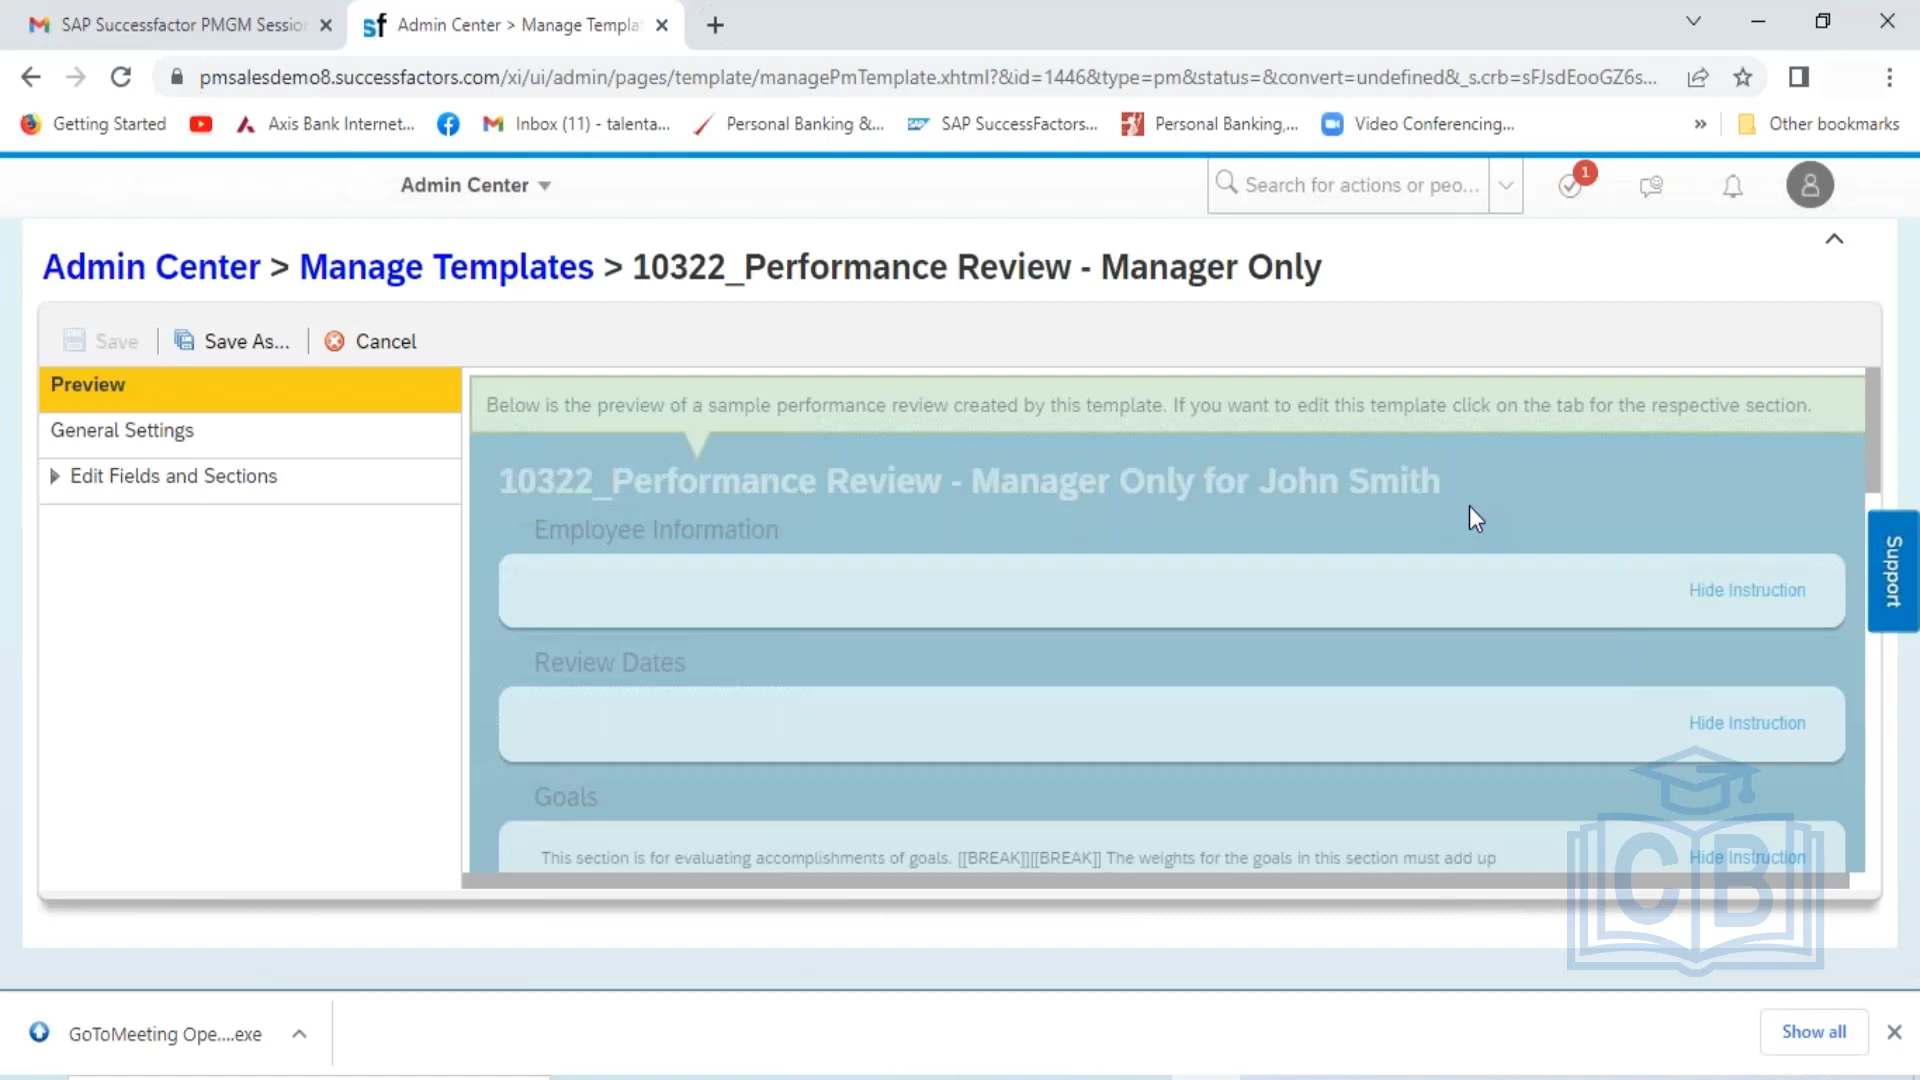 SAP Successfactor PMGM Session
sf Admin Center > Manage Templa
pmsalesdemo8.successfactors.com/xi/ui/admin/pages/template/managePmTemplate.xhtml?&id=1446&type=pm&status=&convert=undefined&_s.crb=sFJsdEooGZ6s...
Getting Started Axis Bank Internet... Inbox (11) - talenta... Personal Banking &... SAP SuccessFactors... Personal Banking,... Video Conferencing... » Other bookmarks
Admin Center Search for actions or peo... 1
Admin Center > Manage Templates > 10322_Performance Review - Manager Only
Save Save As... Cancel
Preview
General Settings
Edit Fields and Sections
Below is the preview of a sample performance review created by this template. If you want to edit this template click on the tab for the respective section.
10322_Performance Review - Manager Only for John Smith
Employee Information
Hide Instruction
Review Dates
Hide Instruction
Goals
This section is for evaluating accomplishments of goals. [[BREAK]][[BREAK]] The weights for the goals in this section must add up
Hide Instruction
Support
CB
GoToMeeting Ope....exe
Show all